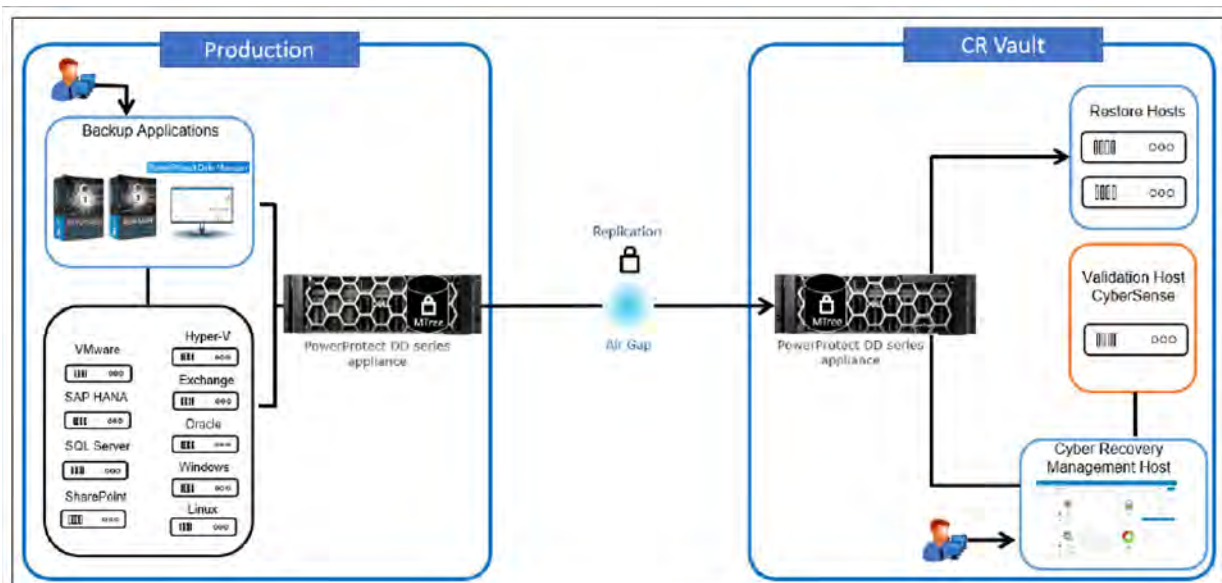 Production
Backup Applications
PowerProtect Data Manager
VMware
SAP HANA
SQL Server
SharePoint
Hyper-V
Exchange
Oracle
Windows
Linux
MTree
PowerProtect DD series
appliance
Replication
Air Gap
CR Vault
MTree
PowerProtect DD series
appliance
Restore Hosts
Validation Host
CyberSense
Cyber Recovery
Management Host